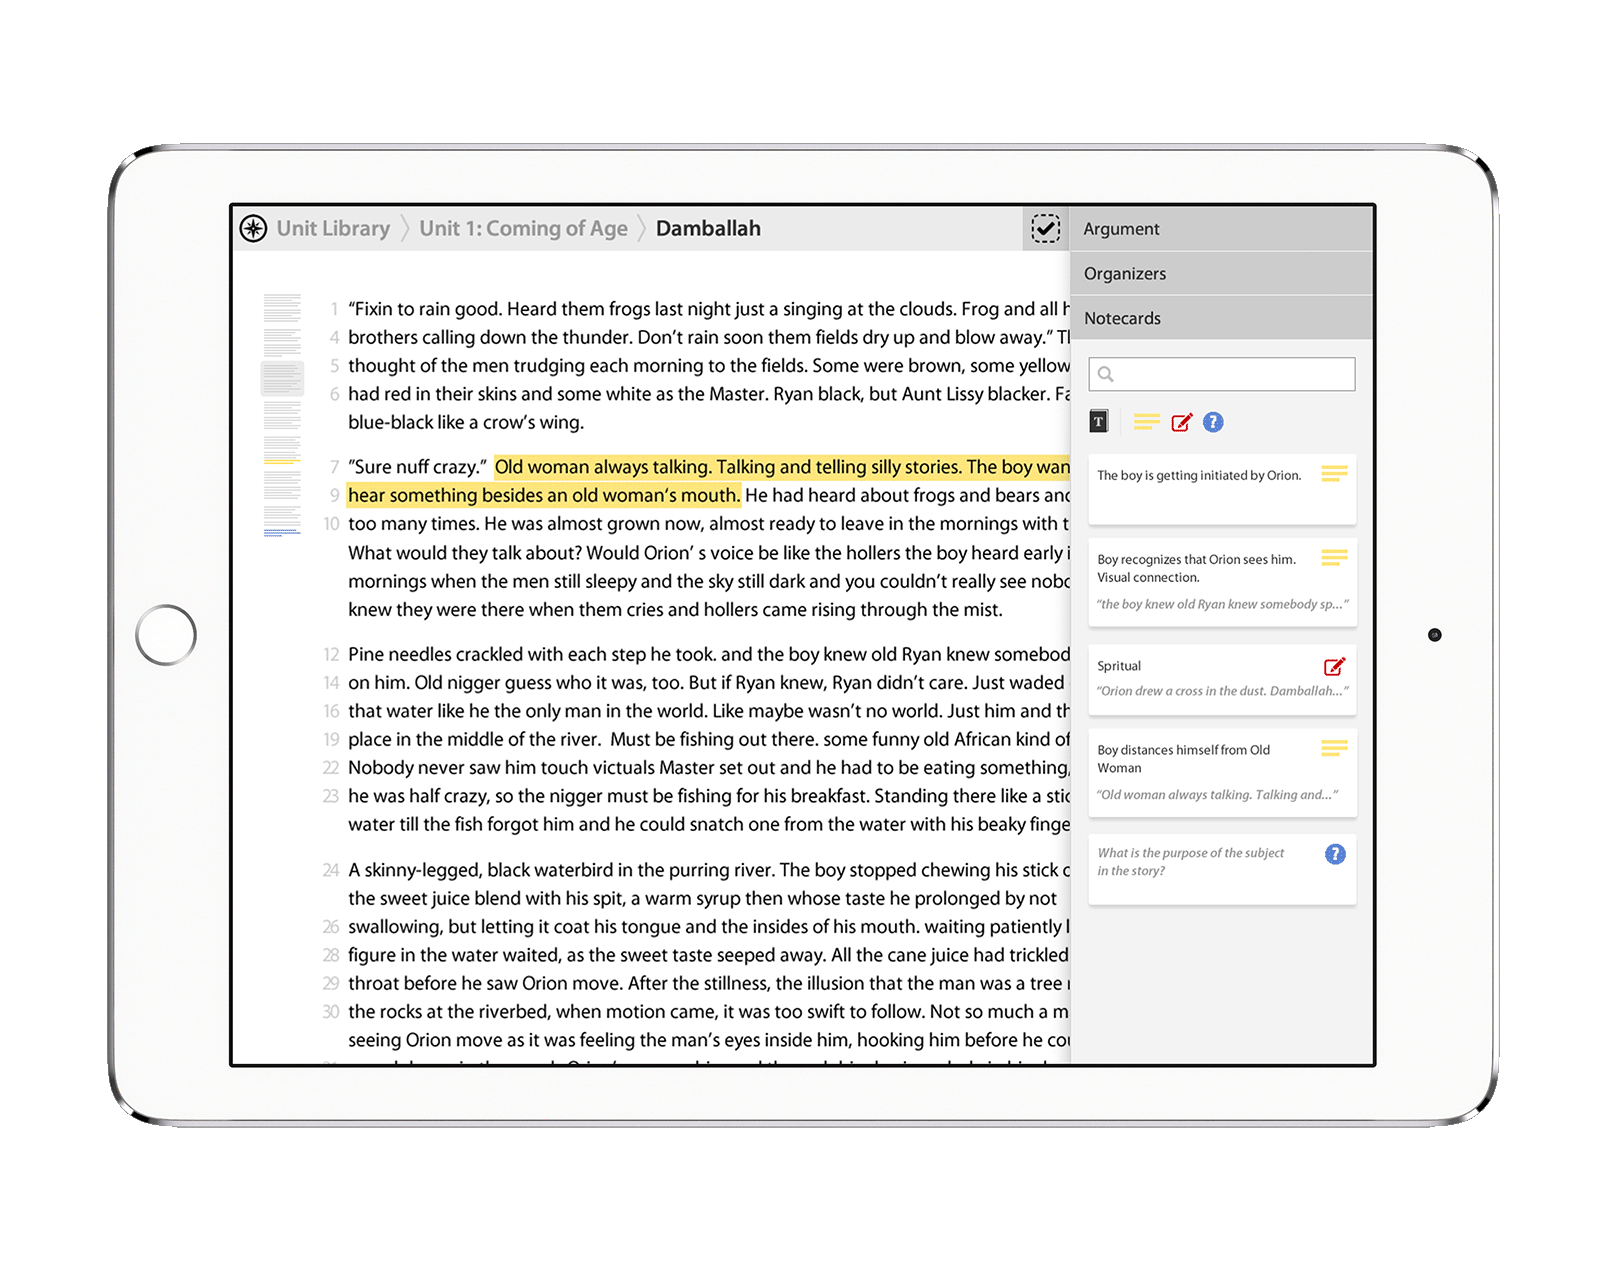 Unit Library Unit 1: Coming of Age Damballah
Argument
Organizers
Notecards
1 “Fixin to rain good. Heard them frogs last night just a singing at the clouds. Frog and all
4 brothers calling down the thunder. Don’t rain soon them fields dry up and blow away.”
5 thought of the men trudging each morning to the fields. Some were brown, some yellow
6 had red in their skins and some white as the Master. Ryan black, but Aunt Lissy blacker.
blue-black like a crow’s wing.
7 “Sure nuff crazy.” Old woman always talking. Talking and telling silly stories. The boy
9 hear something besides an old woman‘s mouth. He had heard about frogs and bears
10 too many times. He was almost grown now, almost ready to leave in the mornings with
What would they talk about? Would Orion’ s voice be like the hollers the boy heard early
mornings when the men still sleepy and the sky still dark and you couldn’t really see
knew they were there when them cries and hollers came rising through the mist.
12 Pine needles crackled with each step he took. and the boy knew old Ryan knew
14 on him. Old nigger guess who it was, too. But if Ryan knew, Ryan didn’t care. Just waded
16 that water like he the only man in the world. Like maybe wasn’t no world. Just him and
19 place in the middle of the river. Must be fishing out there. some funny old African kind of
22 Nobody never saw him touch victuals Master set out and he had to be eating something,
23 he was half crazy, so the nigger must be fishing for his breakfast. Standing there like a
water till the fish forgot him and he could snatch one from the water with his beaky
24 A skinny-legged, black waterbird in the purring river. The boy stopped chewing his stick
the sweet juice blend with his spit, a warm syrup then whose taste he prolonged by not
26 swallowing, but letting it coat his tongue and the insides of his mouth. waiting patiently
28 figure in the water waited, as the sweet taste seeped away. All the cane juice had trickled
29 throat before he saw Orion move. After the stillness, the illusion that the man was a tree
30 the rocks at the riverbed, when motion came, it was too swift to follow. Not so much a
seeing Orion move as it was feeling the man’s eyes inside him, hooking him before he
T
?
The boy is getting initiated by Orion.
Boy recognizes that Orion sees him.
Visual connection.
“the boy knew old Ryan knew somebody sp...”
Spritual
“Orion drew a cross in the dust. Damballah...”
Boy distances himself from Old
Woman
“Old woman always talking. Talking and...”
What is the purpose of the subject
in the story?
?